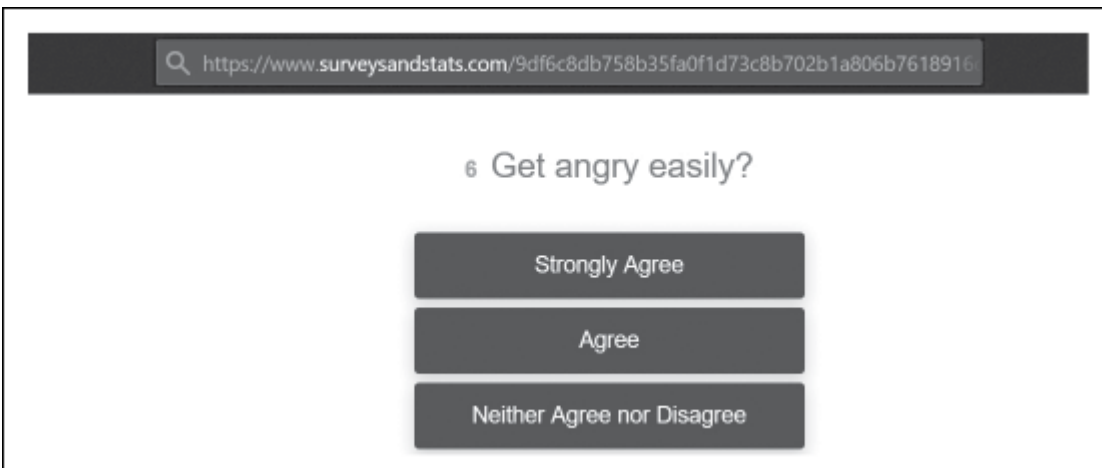 https://www.surveysandstats.com/9df6c8db758b35fa0f1d73c8b702b1a806b7618916
6 Get angry easily?
Strongly Agree
Agree
Neither Agree nor Disagree